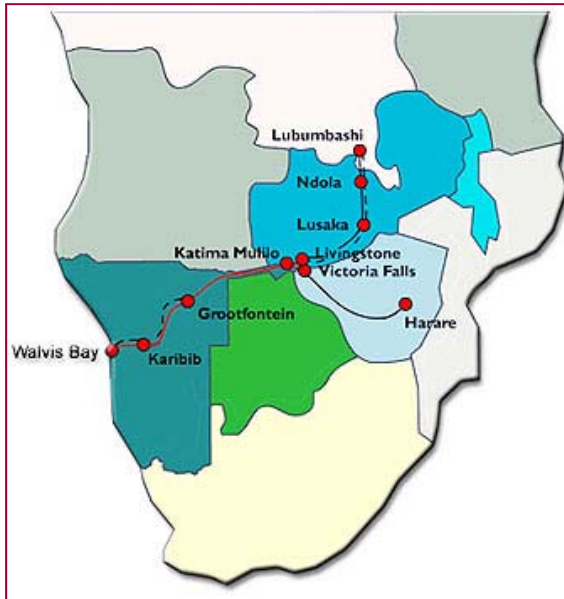 Lubumbashi
Ndola
Lusaka
Katima Mulilo
Livingstone
Victoria Falls
Grootfontein
Harare
Walvis Bay
Karibib